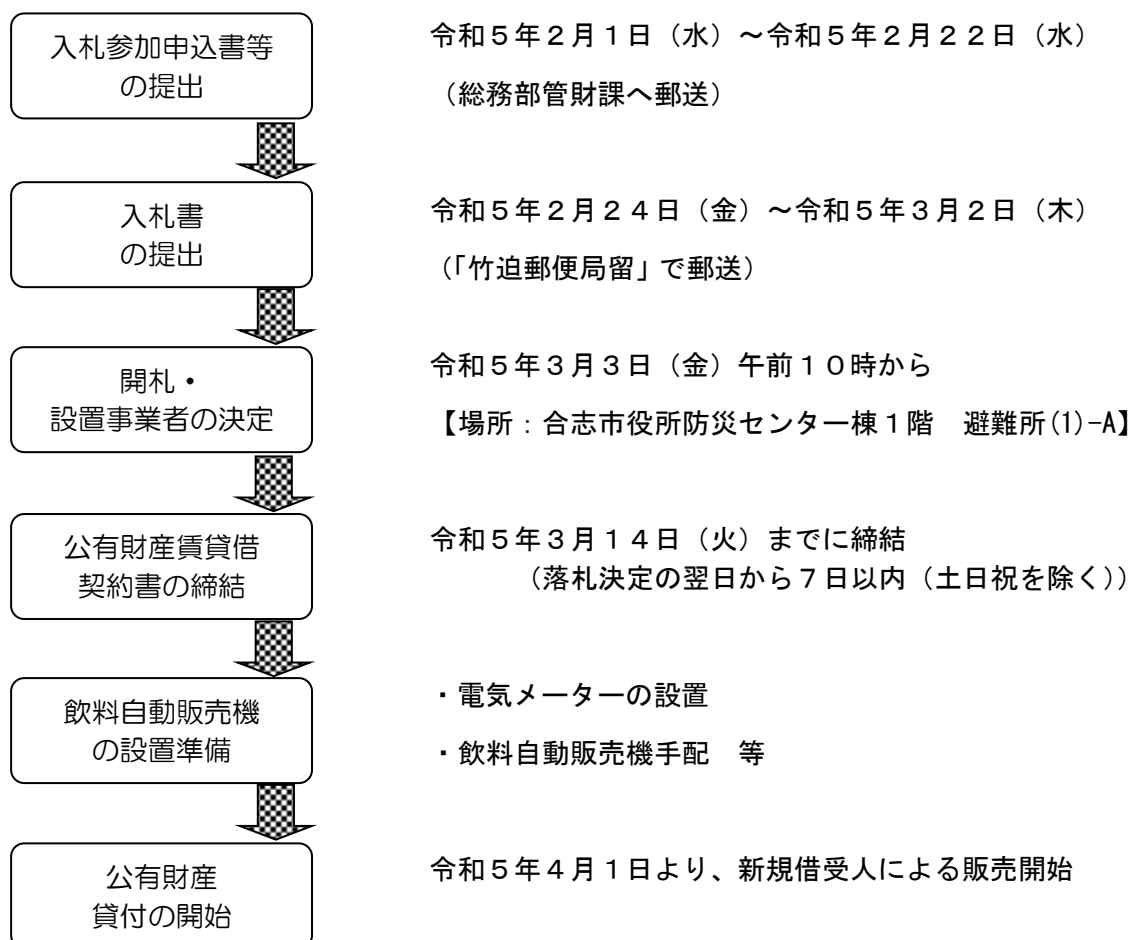 入札参加申込書等
の提出
令和５年２月１日（水）～令和５年２月２２日（水）
（総務部管財課へ郵送）
入札書
の提出
令和５年２月２４日（金）～令和５年３月２日（木）
（「竹迫郵便局留」で郵送）
開札・
設置事業者の決定
令和５年３月３日（金）午前１０時から
【場所：合志市役所防災センター棟１階　避難所(1)-A】
公有財産賃貸借
契約書の締結
令和５年３月１４日（火）までに締結
（落札決定の翌日から７日以内（土日祝を除く））
飲料自動販売機
の設置準備
・電気メーターの設置
・飲料自動販売機手配　等
公有財産
貸付の開始
令和５年４月１日より、新規借受人による販売開始